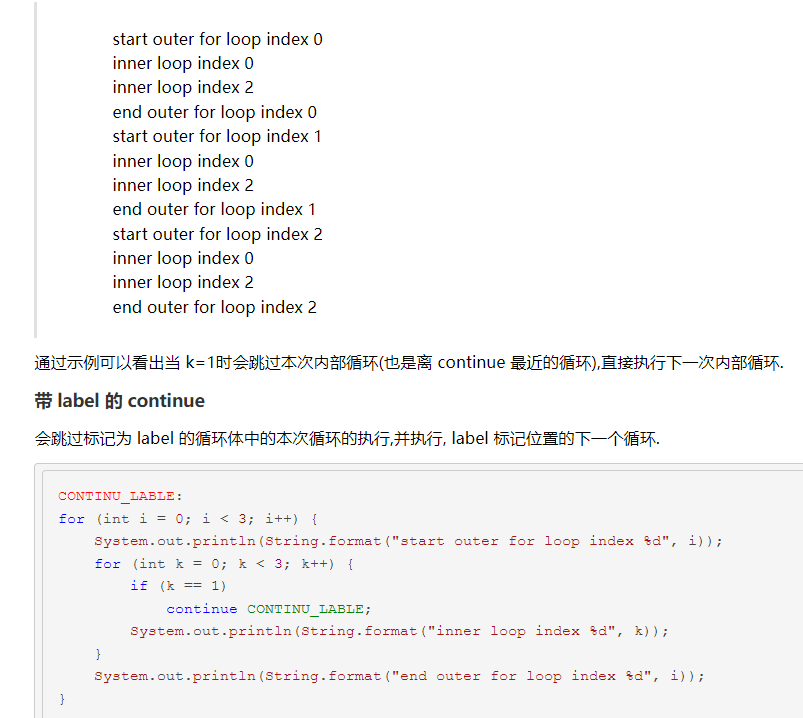 start outer for loop index 0
inner loop index 0
inner loop index 2
end outer for loop index 0
start outer for loop index 1
inner loop index 0
inner loop index 2
end outer for loop index 1
start outer for loop index 2
inner loop index 0
inner loop index 2
end outer for loop index 2
通过示例可以看出当 k=1时会跳过本次内部循环(也是离 continue 最近的循环),直接执行下一次内部循环.
带 label 的 continue
会跳过标记为 label 的循环体中的本次循环的执行,并执行, label 标记位置的下一个循环.
CONTINU_LABLE:
for (int i = 0; i < 3; i++) {
    System.out.println(String.format("start outer for loop index %d", i));
    for (int k = 0; k < 3; k++) {
        if (k == 1)
            continue CONTINU_LABLE;
        System.out.println(String.format("inner loop index %d", k));
    }
    System.out.println(String.format("end outer for loop index %d", i));
}